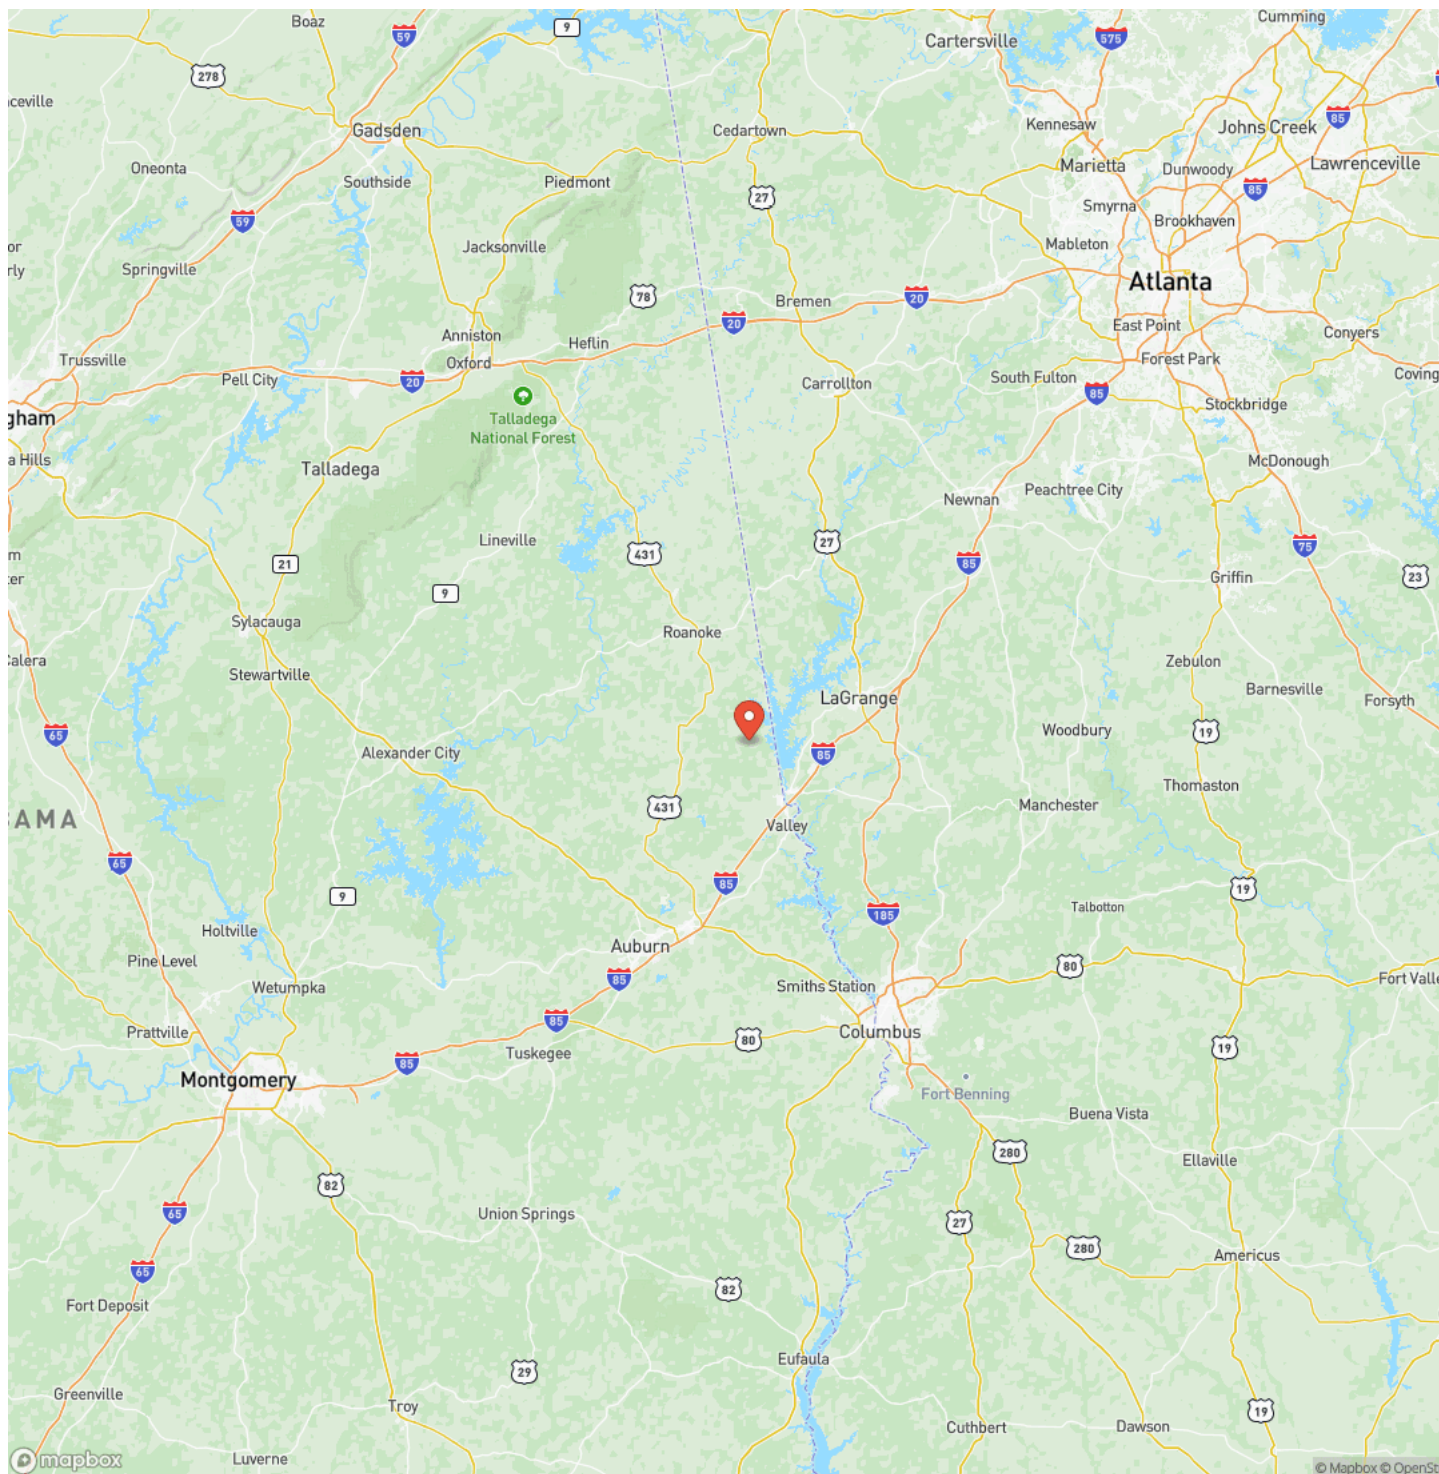 Boaz
9
59
575
Cumming
Cartersville
278
ceville
85
Gadsden
Cedartown
Kennesaw
Johns Creek
Oneonta
Marietta
Dunwoody
Lawrenceville
Southside
Piedmont
27
85
59
Smyrna
Brookhaven
or
rly
Jacksonville
Mableton
Springville
78
20
Atlanta
Bremen
20
Anniston
Heflin
East Point
Conyers
Trussville
Oxford
Forest Park
Pell City
20
Carrollton
South Fulton
85
Coving
gham
Talladega
National Forest
Stockbridge
a Hills
Talladega
McDonough
Newnan
Peachtree City
Lineville
431
27
85
75
m
ter
21
9
Griffin
23
Sylacauga
Roanoke
Calera
Stewartville
Zebulon
Barnesville
LaGrange
Forsyth
65
Alexander City
85
Woodbury
19
Thomaston
AMA
431
Manchester
Valley
65
85
19
9
185
Talbotton
Holtville
Auburn
Pine Level
85
80
Wetumpka
Smiths Station
Fort Valle
Prattville
85
Columbus
80
19
Tuskegee
85
Montgomery
Fort Benning
Buena Vista
280
Ellaville
82
65
Union Springs
27
280
Americus
65
82
Fort Deposit
Eufaula
29
Greenville
Troy
19
Cuthbert
Dawson
Luverne
mapbox
© Mapbox © OpenSt